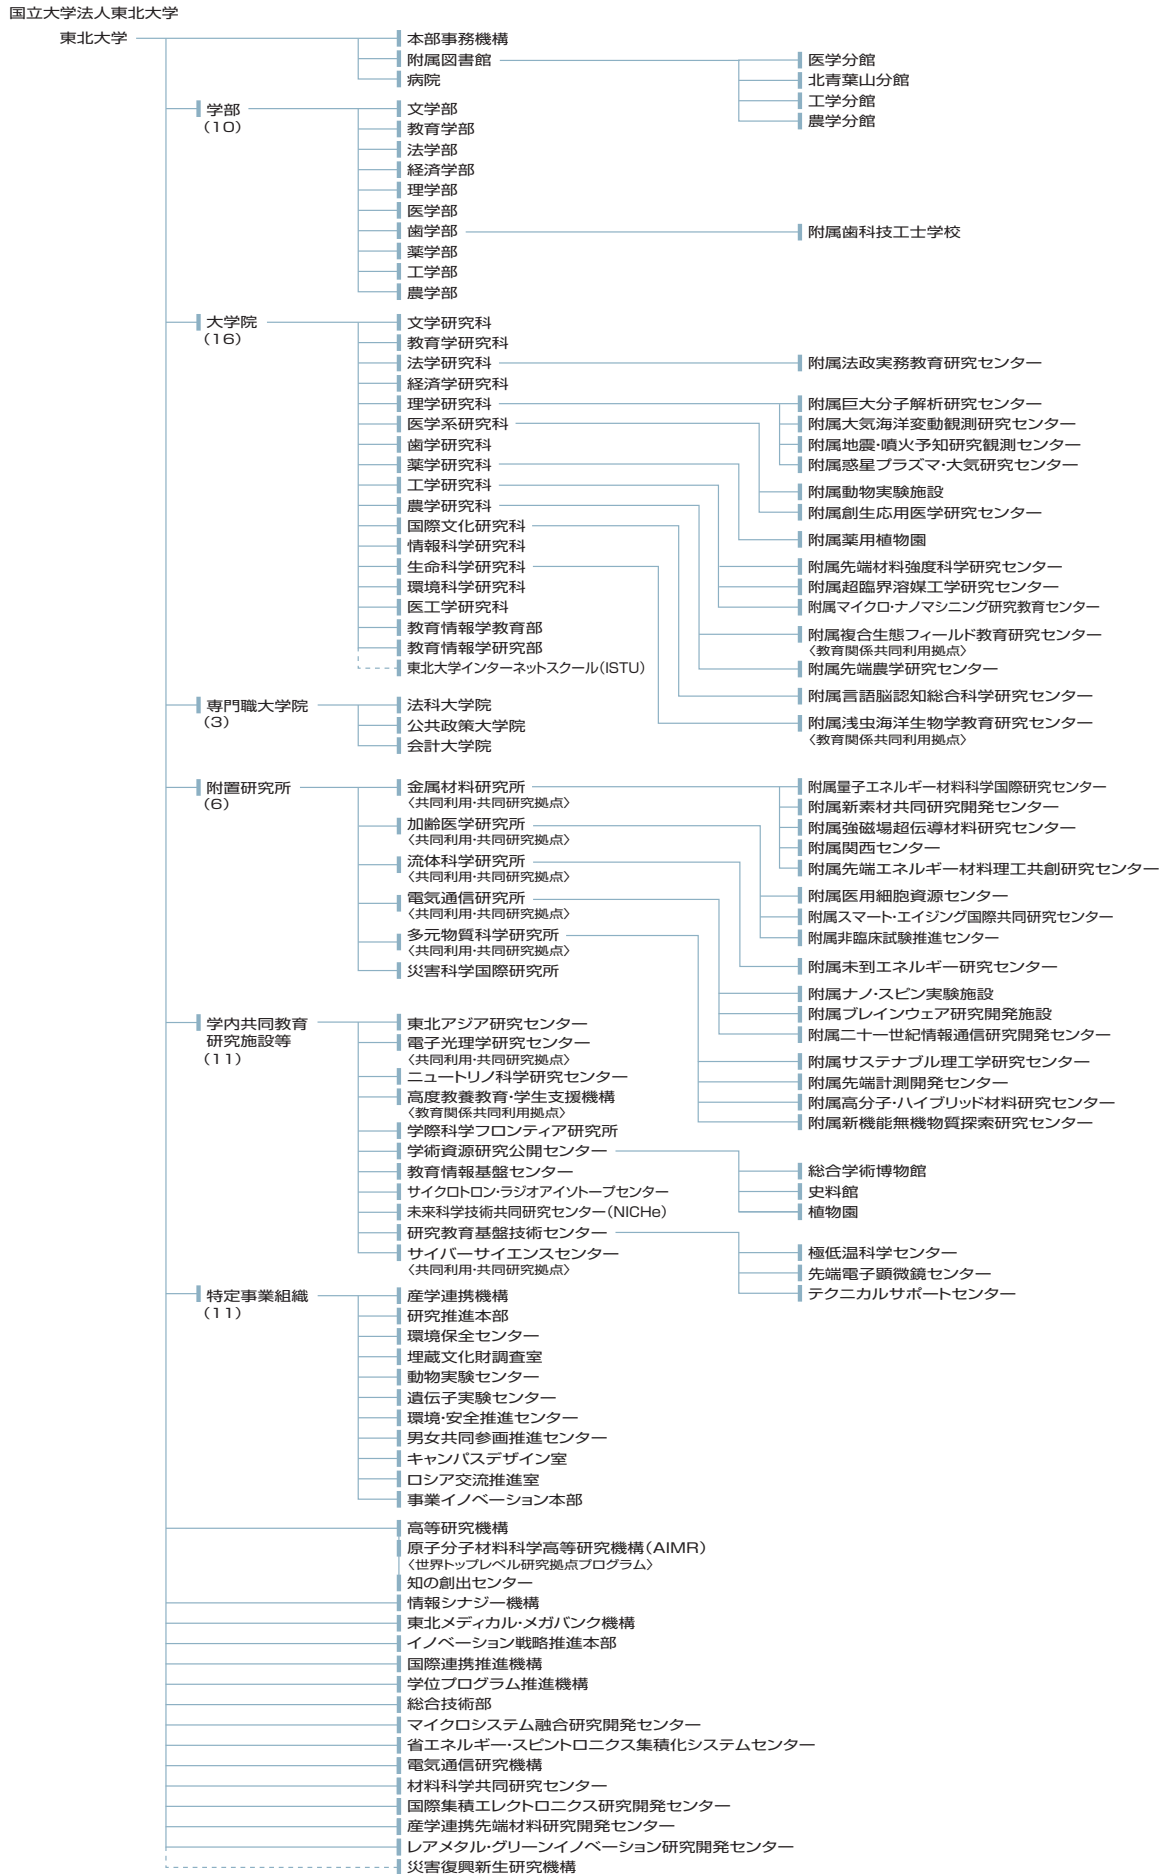 国立大学法人東北大学
東北大学
本部事務機構
附属図書館
医学分館
北青葉山分館
工学分館
農学分館
病院
学部
(10)
文学部
教育学部
法学部
経済学部
理学部
医学部
歯学部
附属歯科技工士学校
薬学部
工学部
農学部
大学院
(16)
文学研究科
教育学研究科
法学研究科
附属法政実務教育研究センター
経済学研究科
理学研究科
附属巨大分子解析研究センター
附属大気海洋変動観測研究センター
附属地震・噴火予知研究観測センター
附属惑星プラズマ・大気研究センター
医学系研究科
附属動物実験施設
附属創生応用医学研究センター
歯学研究科
薬学研究科
附属薬用植物園
工学研究科
附属先端材料強度科学研究センター
附属超臨界溶媒工学研究センター
附属マイクロ・ナノマシニング研究教育センター
農学研究科
附属複合生態フィールド教育研究センター
〈教育関係共同利用拠点〉
附属先端農学研究センター
国際文化研究科
附属言語脳認知総合科学研究センター
情報科学研究科
生命科学研究科
附属浅虫海洋生物学教育研究センター
〈教育関係共同利用拠点〉
環境科学研究科
医工学研究科
教育情報学教育部
教育情報学研究部
東北大学インターネットスクール(ISTU)
専門職大学院
(3)
法科大学院
公共政策大学院
会計大学院
附置研究所
(6)
金属材料研究所
〈共同利用・共同研究拠点〉
附属量子エネルギー材料科学国際研究センター
附属新素材共同研究開発センター
附属強磁場超伝導材料研究センター
附属関西センター
附属先端エネルギー材料理工共創研究センター
加齢医学研究所
〈共同利用・共同研究拠点〉
附属医用細胞資源センター
附属スマート・エイジング国際共同研究センター
附属非臨床試験推進センター
流体科学研究所
〈共同利用・共同研究拠点〉
附属未到エネルギー研究センター
電気通信研究所
〈共同利用・共同研究拠点〉
附属ナノ・スピン実験施設
附属ブレインウェア研究開発施設
附属二十一世紀情報通信研究開発センター
多元物質科学研究所
〈共同利用・共同研究拠点〉
附属サステナブル理工学研究センター
附属先端計測開発センター
附属高分子・ハイブリッド材料研究センター
附属新機能無機物質探索研究センター
災害科学国際研究所
学内共同教育
研究施設等
(11)
東北アジア研究センター
電子光理学研究センター
〈共同利用・共同研究拠点〉
ニュートリノ科学研究センター
高度教養教育・学生支援機構
〈教育関係共同利用拠点〉
学際科学フロンティア研究所
学術資源研究公開センター
総合学術博物館
史料館
植物園
教育情報基盤センター
サイクロトロン・ラジオアイソトープセンター
未来科学技術共同研究センター(NICHe)
研究教育基盤技術センター
極低温科学センター
先端電子顕微鏡センター
テクニカルサポートセンター
サイバーサイエンスセンター
〈共同利用・共同研究拠点〉
特定事業組織
(11)
産学連携機構
研究推進本部
環境保全センター
埋蔵文化財調査室
動物実験センター
遺伝子実験センター
環境・安全推進センター
男女共同参画推進センター
キャンパスデザイン室
ロシア交流推進室
事業イノベーション本部
高等研究機構
原子分子材料科学高等研究機構(AIMR)
〈世界トップレベル研究拠点プログラム〉
知の創出センター
情報シナジー機構
東北メディカル・メガバンク機構
イノベーション戦略推進本部
国際連携推進機構
学位プログラム推進機構
総合技術部
マイクロシステム融合研究開発センター
省エネルギー・スピントロニクス集積化システムセンター
電気通信研究機構
材料科学共同研究センター
国際集積エレクトロニクス研究開発センター
産学連携先端材料研究開発センター
レアメタル・グリーンイノベーション研究開発センター
災害復興新生研究機構